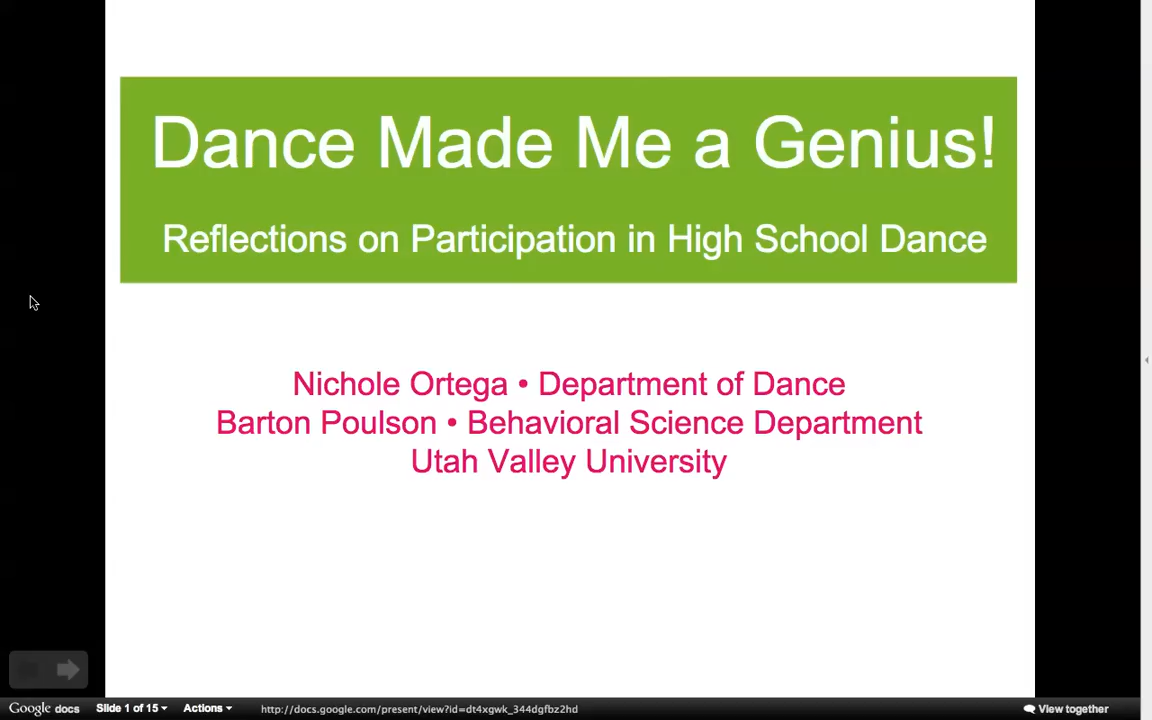 Dance Made Me a Genius!
Reflections on Participation in High School Dance
Nichole Ortega • Department of Dance
Barton Poulson • Behavioral Science Department
Utah Valley University
Google docs Slide 1 of 15 Actions http://docs.google.com/present/view?id=dt4xgwk_344dgfbz2hd View together